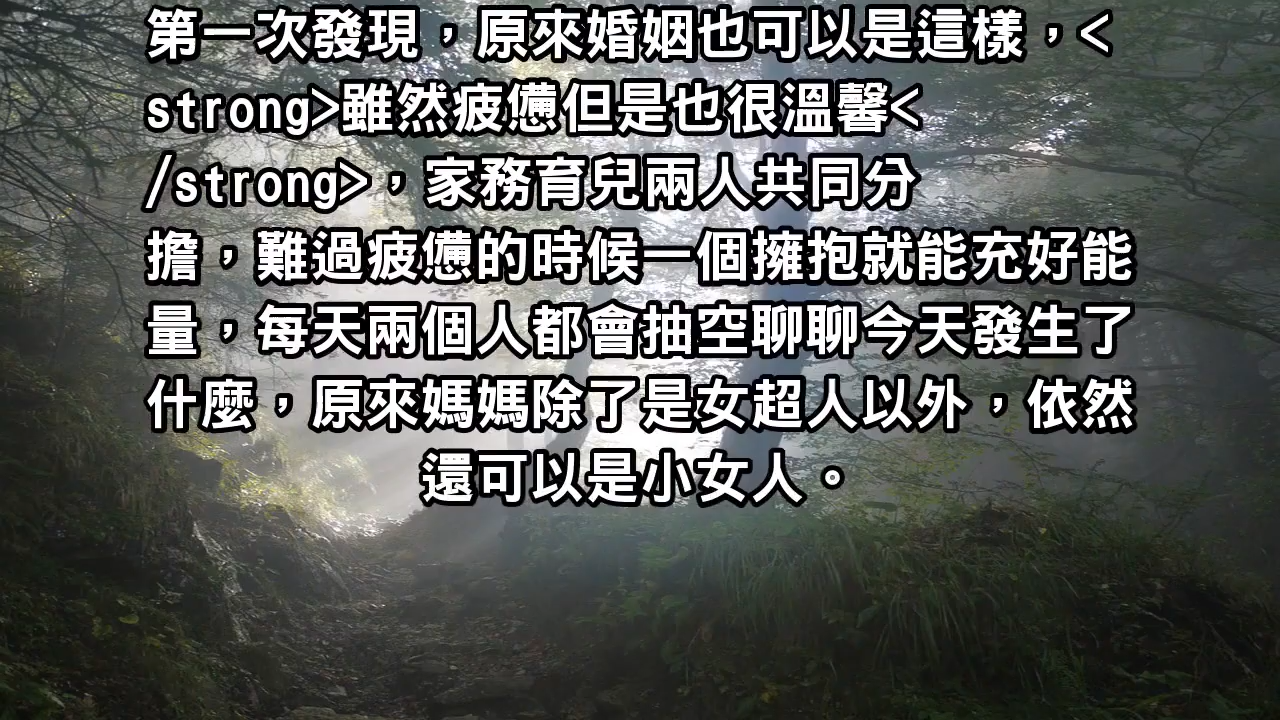 第一次發現，原來婚姻也可以是這樣，<
strong>雖然疲憊但是也很溫馨<
/strong>，家務育兒兩人共同分
擔，難過疲憊的時候一個擁抱就能充好能
量，每天兩個人都會抽空聊聊今天發生了
什麼，原來媽媽除了是女超人以外，依然
還可以是小女人。